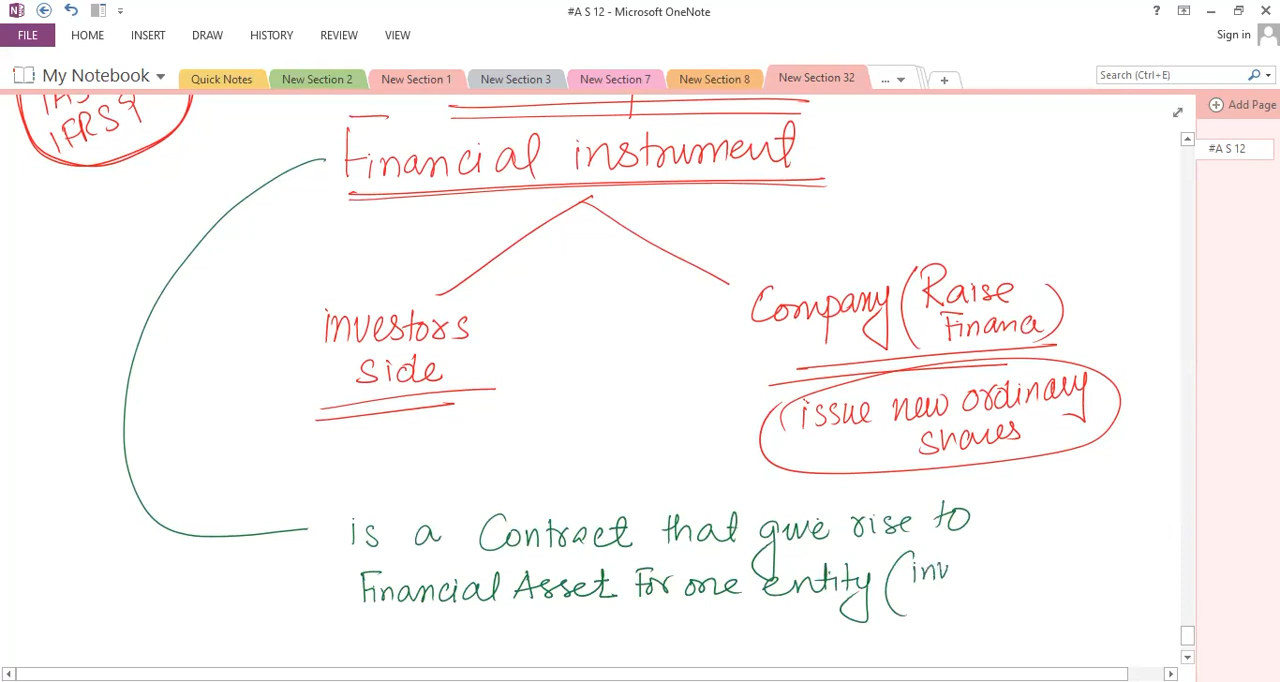 #A S 12 - Microsoft OneNote
?
FILE HOME INSERT DRAW HISTORY REVIEW VIEW
Sign in
My Notebook
Quick Notes New Section 2 New Section 1 New Section 3 New Section 7 New Section 8 New Section 32 ...
Search (Ctrl+E)
Add Page
#A S 12
IFRS 9
Financial instrument
investors
side
Company (Raise
Financa)
issue new ordinary
shares
is a Contract that give rise to
Financial Asset For one entity (inv